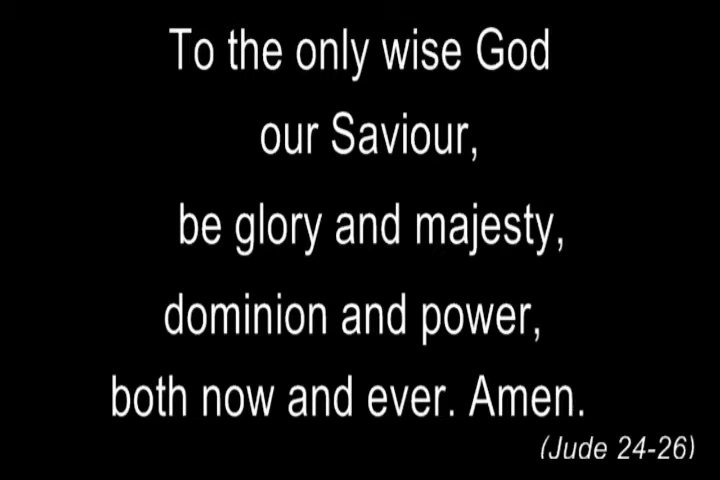 To the only wise God
our Saviour,
be glory and majesty,
dominion and power,
both now and ever. Amen.
(Jude 24-26)